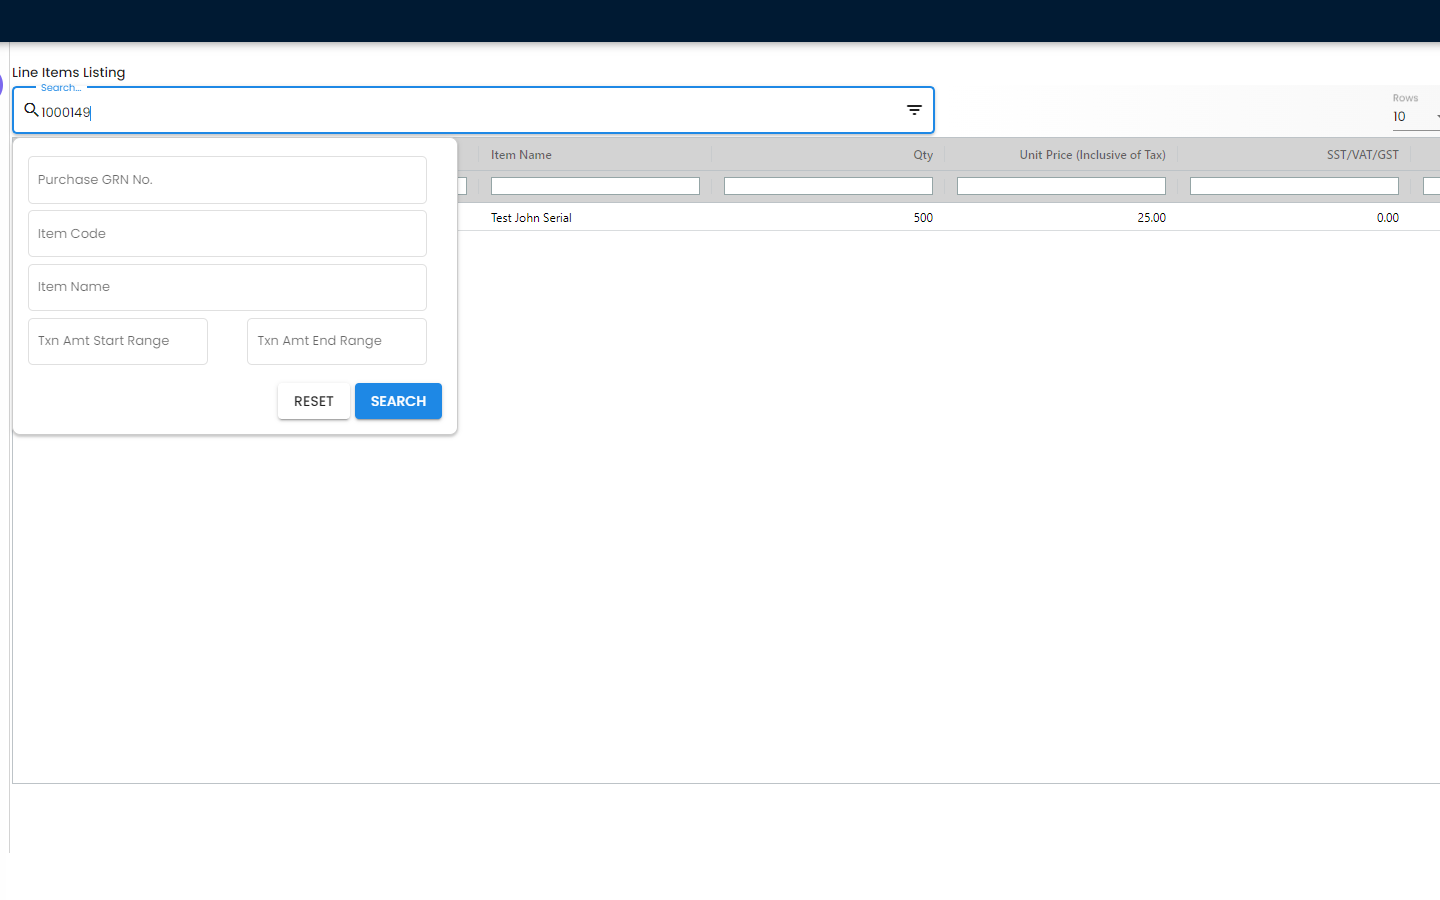 Line Items Listing
Search...
1000149
Rows
10
Item Name Qty Unit Price (Inclusive of Tax) SST/VAT/GST
Test John Serial 500 25.00 0.00
Purchase GRN No.
Item Code
Item Name
Txn Amt Start Range Txn Amt End Range
RESET SEARCH